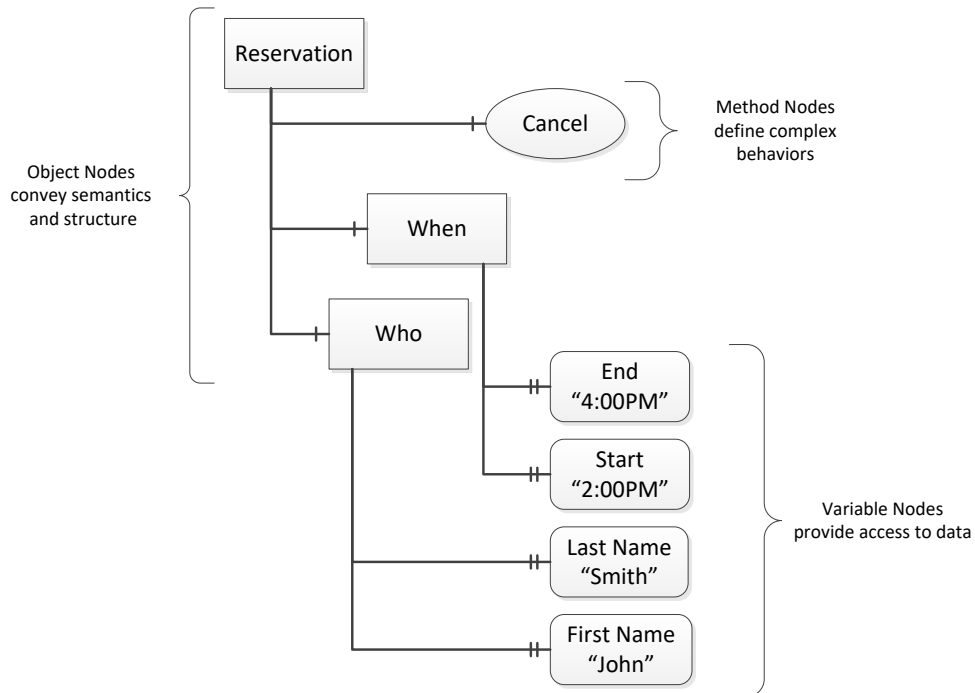 Reservation
Cancel
Method Nodes
define complex
behaviors
Object Nodes
convey semantics
and structure
When
Who
End
“4:00PM”
Start
“2:00PM”
Variable Nodes
provide access to data
Last Name
“Smith”
First Name
“John”